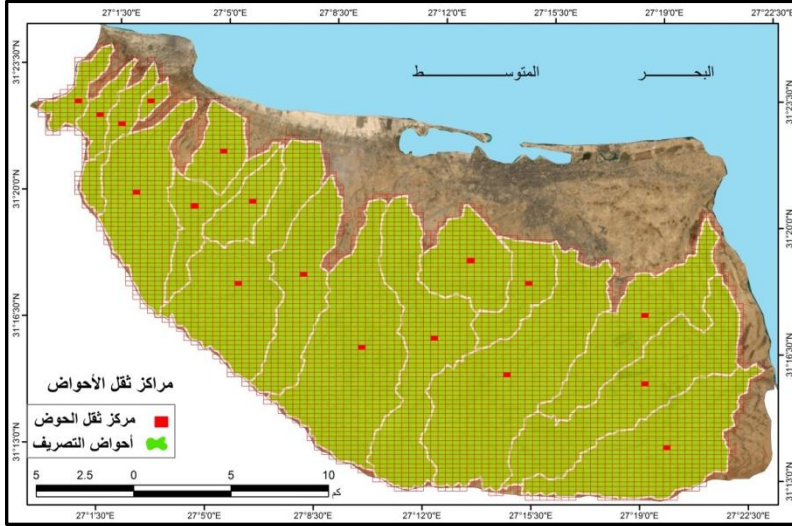 27°1'30"E 27°5'0"E 27°8'30"E 27°12'0"E 27°15'30"E 27°19'0"E 27°22'30"E
31°23'30"N
31°23'30"N
البحـــــر المتوســــــــط
31°20'0"N
31°20'0"N
31°16'30"N
31°16'30"N
31°13'0"N
31°13'0"N
مراكز ثقل الأحواض
مركز ثقل الحوض
أحواض التصريف
5 2.5 0 5 10
كم
27°1'30"E 27°5'0"E 27°8'30"E 27°12'0"E 27°15'30"E 27°19'0"E 27°22'30"E